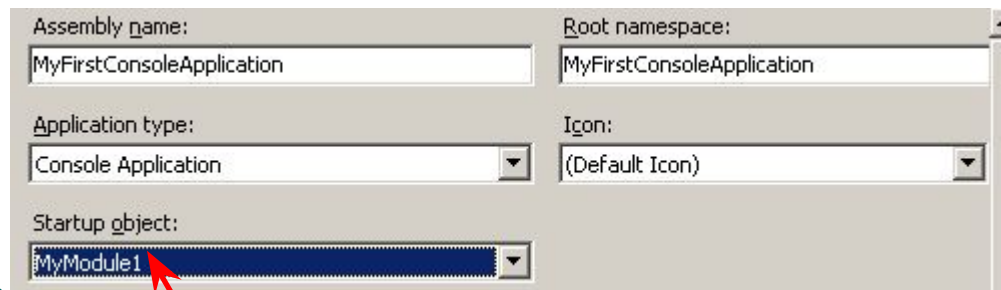 Assembly name:
Root namespace:
MyFirstConsoleApplication
MyFirstConsoleApplication
Application type:
Icon:
Console Application
(Default Icon)
Startup object:
MyModule1